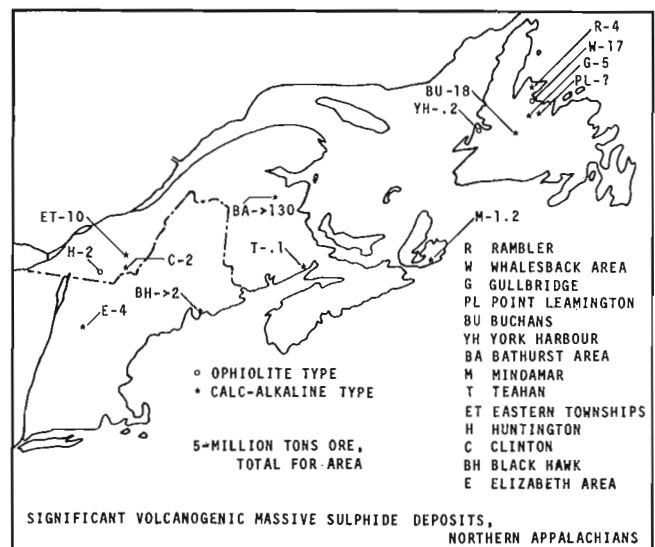 R-4
W-17
G-5
PL-?
BU-18
YH-.2
ET-10
BA->130
H-2
C-2
T-.1
M-1.2
BH->2
E-4
R RAMBLER
W WHALESBACK AREA
G GULLBRIDGE
PL POINT LEAMINGTON
BU BUCHANS
YH YORK HARBOUR
BA BATHURST AREA
M MINDAMAR
T TEAHAN
ET EASTERN TOWNSHIPS
H HUNTINGTON
C CLINTON
BH BLACK HAWK
E ELIZABETH AREA
o OPHIOLITE TYPE
* CALC-ALKALINE TYPE
5=MILLION TONS ORE,
TOTAL FOR AREA
SIGNIFICANT VOLCANOGENIC MASSIVE SULPHIDE DEPOSITS,
NORTHERN APPALACHIANS